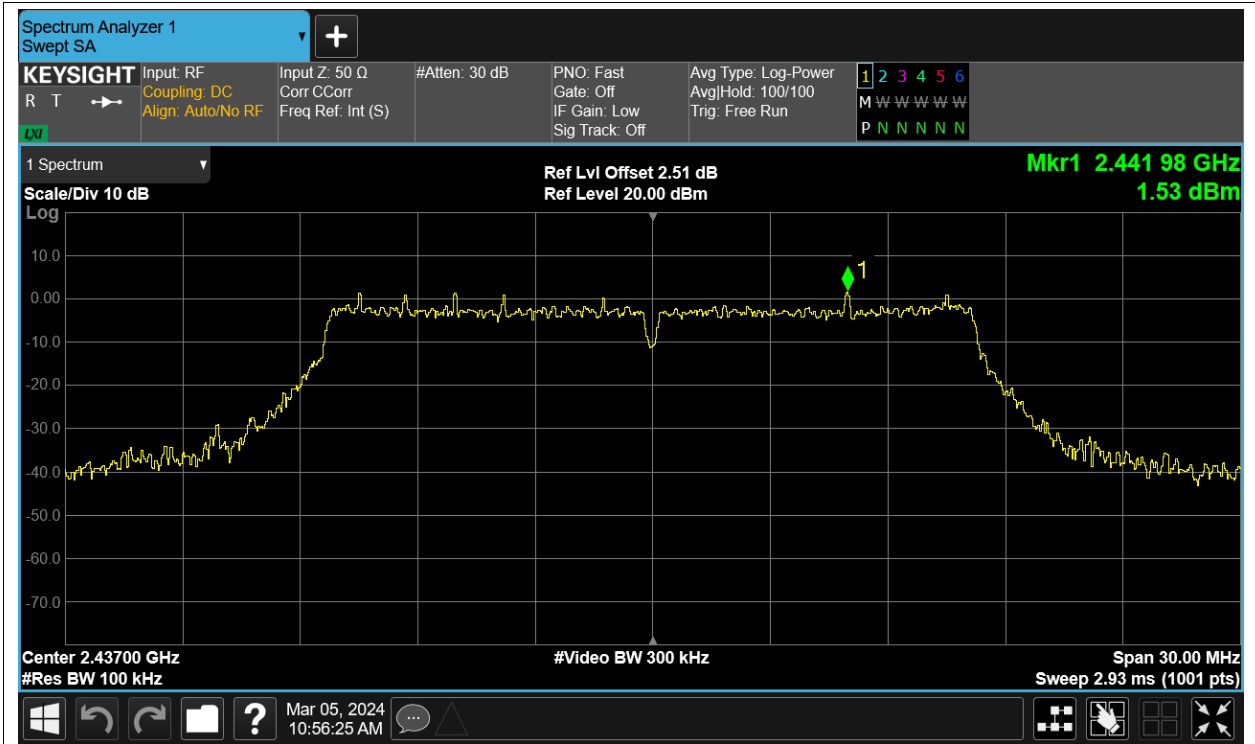 Spectrum Analyzer 1
Swept SA
KEYSIGHT
R T
LXI
Input: RF
Coupling: DC
Align: Auto/No RF
Input Z: 50 Ω
Corr CCorr
Freq Ref: Int (S)
#Atten: 30 dB
PNO: Fast
Gate: Off
IF Gain: Low
Sig Track: Off
Avg Type: Log-Power
Avg|Hold: 100/100
Trig: Free Run
1 2 3 4 5 6
M W W W W W
P N N N N N
1 Spectrum
Scale/Div 10 dB
Log
Ref Lvl Offset 2.51 dB
Ref Level 20.00 dBm
Mkr1 2.441 98 GHz
1.53 dBm
10.0
0.00
-10.0
-20.0
-30.0
-40.0
-50.0
-60.0
-70.0
1
Center 2.43700 GHz
#Res BW 100 kHz
#Video BW 300 kHz
Span 30.00 MHz
Sweep 2.93 ms (1001 pts)
?
Mar 05, 2024
10:56:25 AM